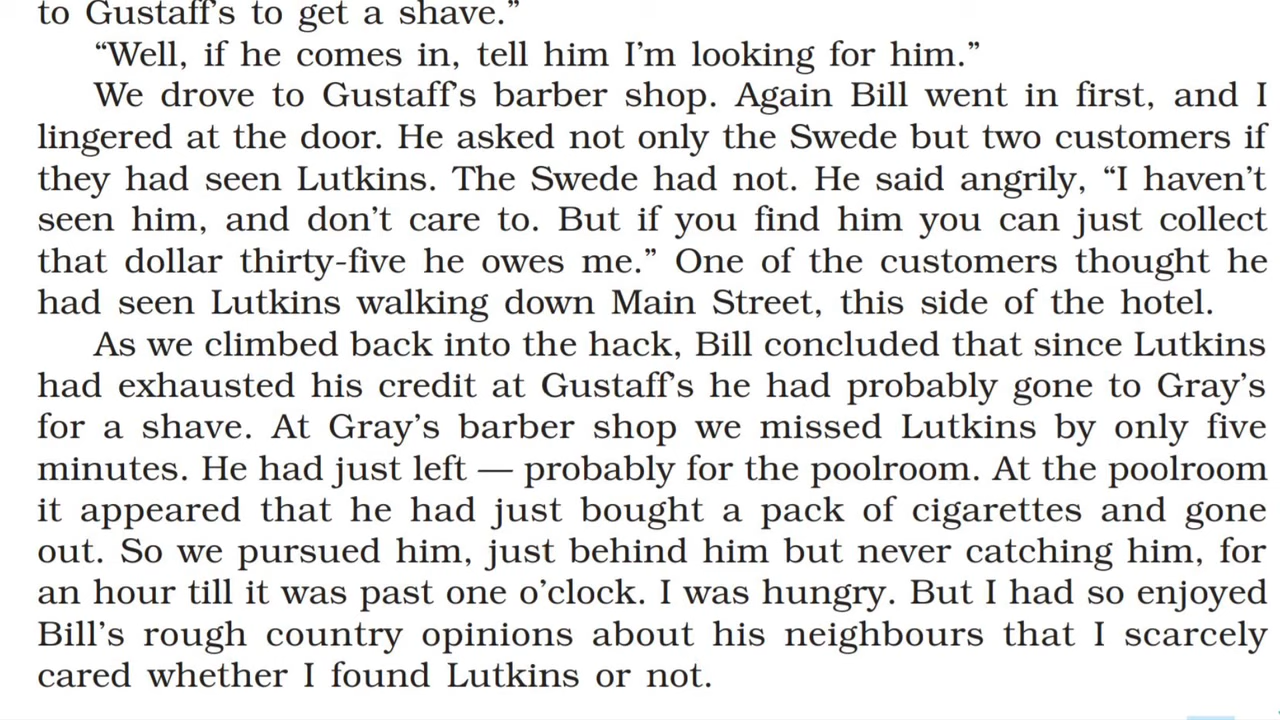 to Gustaff's to get a shave.”
“Well, if he comes in, tell him I’m looking for him.”
We drove to Gustaff's barber shop. Again Bill went in first, and I
lingered at the door. He asked not only the Swede but two customers if
they had seen Lutkins. The Swede had not. He said angrily, “I haven’t
seen him, and don’t care to. But if you find him you can just collect
that dollar thirty-five he owes me.” One of the customers thought he
had seen Lutkins walking down Main Street, this side of the hotel.
As we climbed back into the hack, Bill concluded that since Lutkins
had exhausted his credit at Gustaff's he had probably gone to Gray’s
for a shave. At Gray’s barber shop we missed Lutkins by only five
minutes. He had just left — probably for the poolroom. At the poolroom
it appeared that he had just bought a pack of cigarettes and gone
out. So we pursued him, just behind him but never catching him, for
an hour till it was past one o’clock. I was hungry. But I had so enjoyed
Bill’s rough country opinions about his neighbours that I scarcely
cared whether I found Lutkins or not.